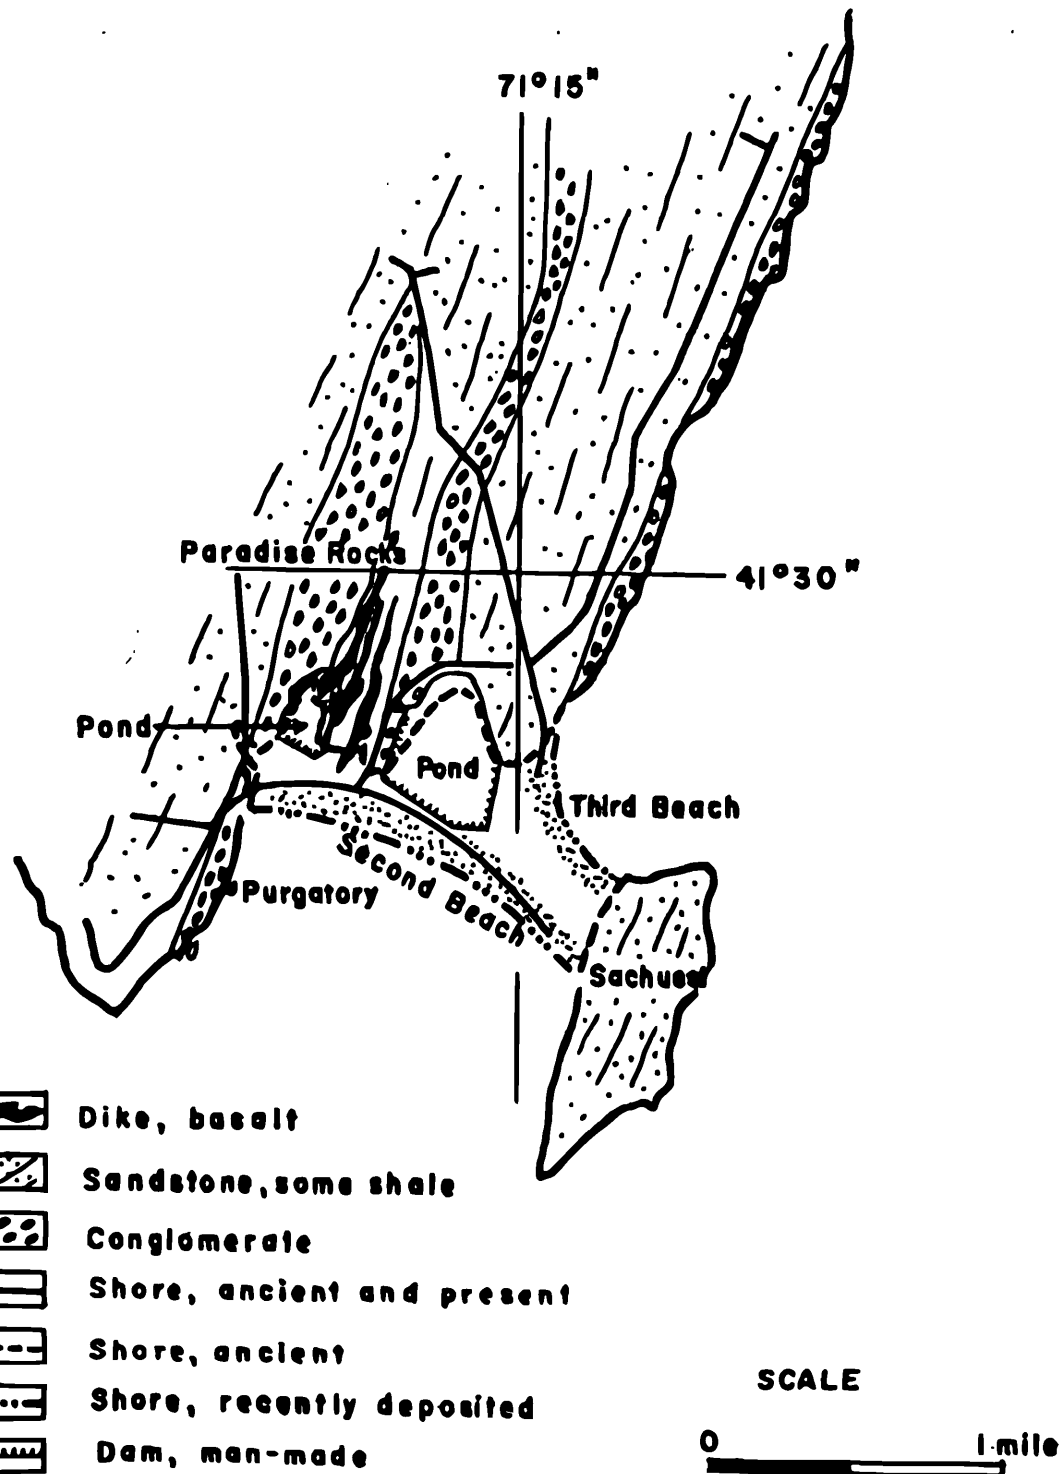 71° 15"
Paradise Rocks
41° 30"
Pond
Pond
Third Beach
Second Beach
Purgatory
Sachuest
Dike, basalt
Sandstone, some shale
Conglomerate
Shore, ancient and present
Shore, ancient
Shore, recently deposited
Dam, man-made
SCALE
0 1 mile